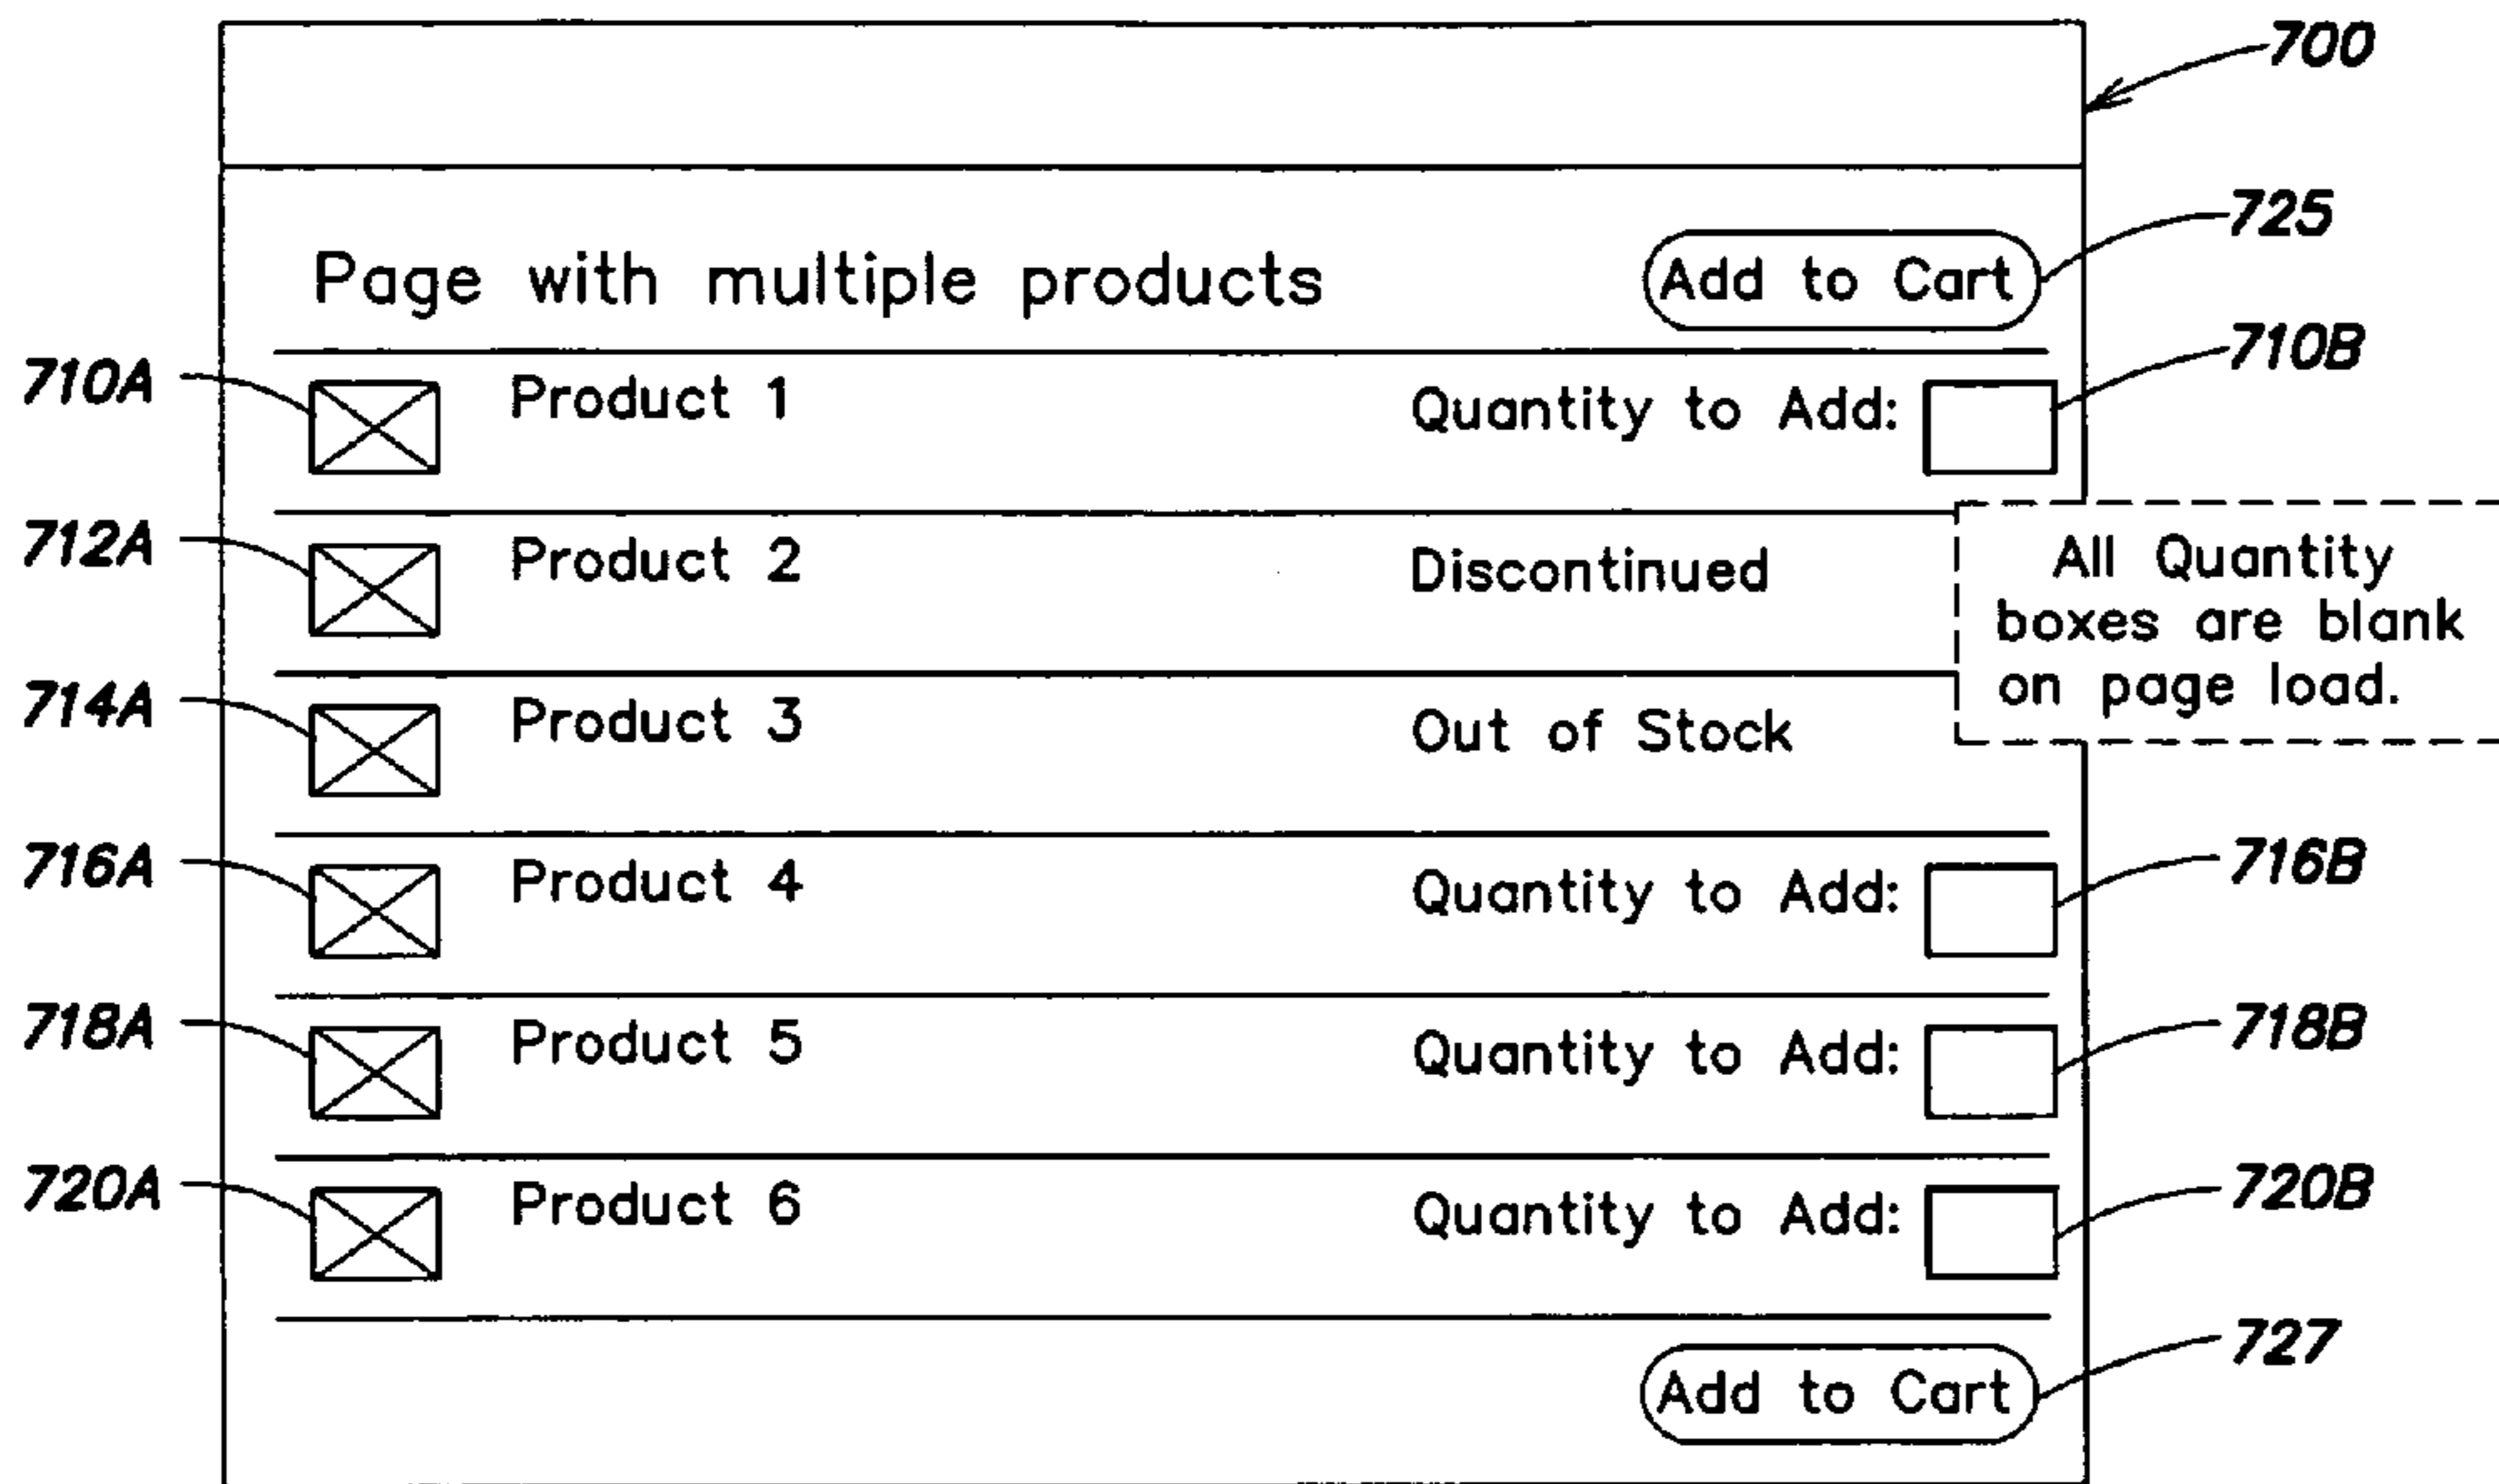 700
725
Page with multiple products Add to Cart
710A 710B
Product 1 Quantity to Add:
712A Product 2 Discontinued
All Quantity
boxes are blank
on page load.
714A Product 3 Out of Stock
716A Product 4 Quantity to Add: 716B
718A Product 5 Quantity to Add: 718B
720A Product 6 Quantity to Add: 720B
727
Add to Cart